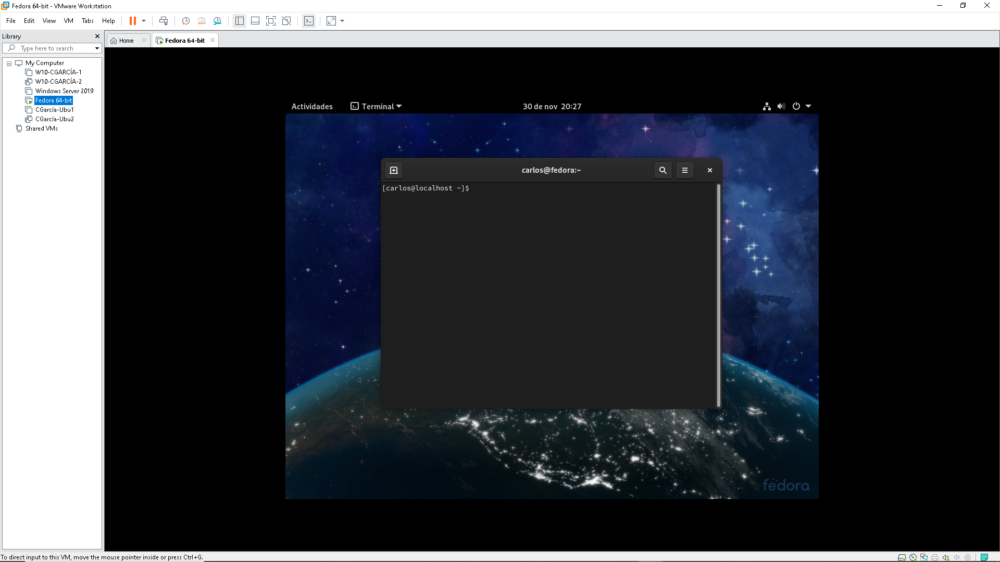 Fedora 64-bit - VMware Workstation
File Edit View VM Tabs Help
Library
Home
Fedora 64-bit
Type here to search
My Computer
W10-CGARCÍA-1
W10-CGARCÍA-2
Windows Server 2019
Fedora 64-bit
CGarcía-Ubu1
CGarcía-Ubu2
Shared VMs
Actividades Terminal 30 de nov 20:27
carlos@fedora:~
[carlos@localhost ~]$
fedora
To direct input to this VM, move the mouse pointer inside or press Ctrl+G.